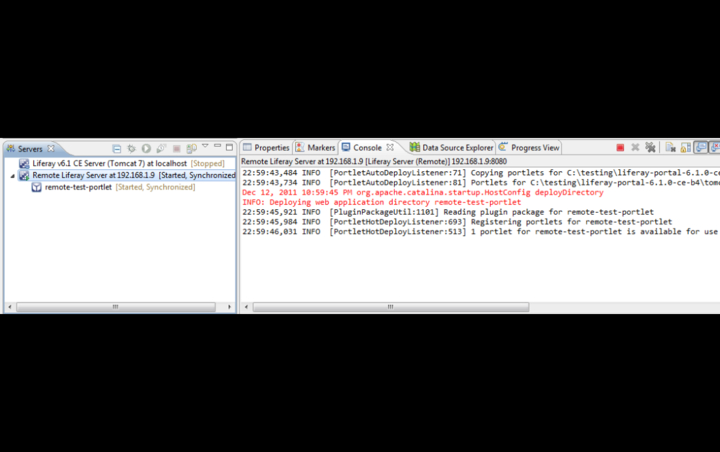 Servers
Liferay v6.1 CE Server (Tomcat 7) at localhost [Stopped]
Remote Liferay Server at 192.168.1.9 [Started, Synchronized
remote-test-portlet [Started, Synchronized]
Properties Markers Console Data Source Explorer Progress View
Remote Liferay Server at 192.168.1.9 [Liferay Server (Remote)] 192.168.1.9:8080
22:59:43,484 INFO [PortletAutoDeployListener:71] Copying portlets for C:\testing\liferay-portal-6.1.0-ce
22:59:43,734 INFO [PortletAutoDeployListener:81] Portlets for C:\testing\liferay-portal-6.1.0-ce-b4\tom
Dec 12, 2011 10:59:45 PM org.apache.catalina.startup.HostConfig deployDirectory
INFO: Deploying web application directory remote-test-portlet
22:59:45,921 INFO [PluginPackageUtil:1101] Reading plugin package for remote-test-portlet
22:59:45,984 INFO [PortletHotDeployListener:693] Registering portlets for remote-test-portlet
22:59:46,031 INFO [PortletHotDeployListener:513] 1 portlet for remote-test-portlet is available for use